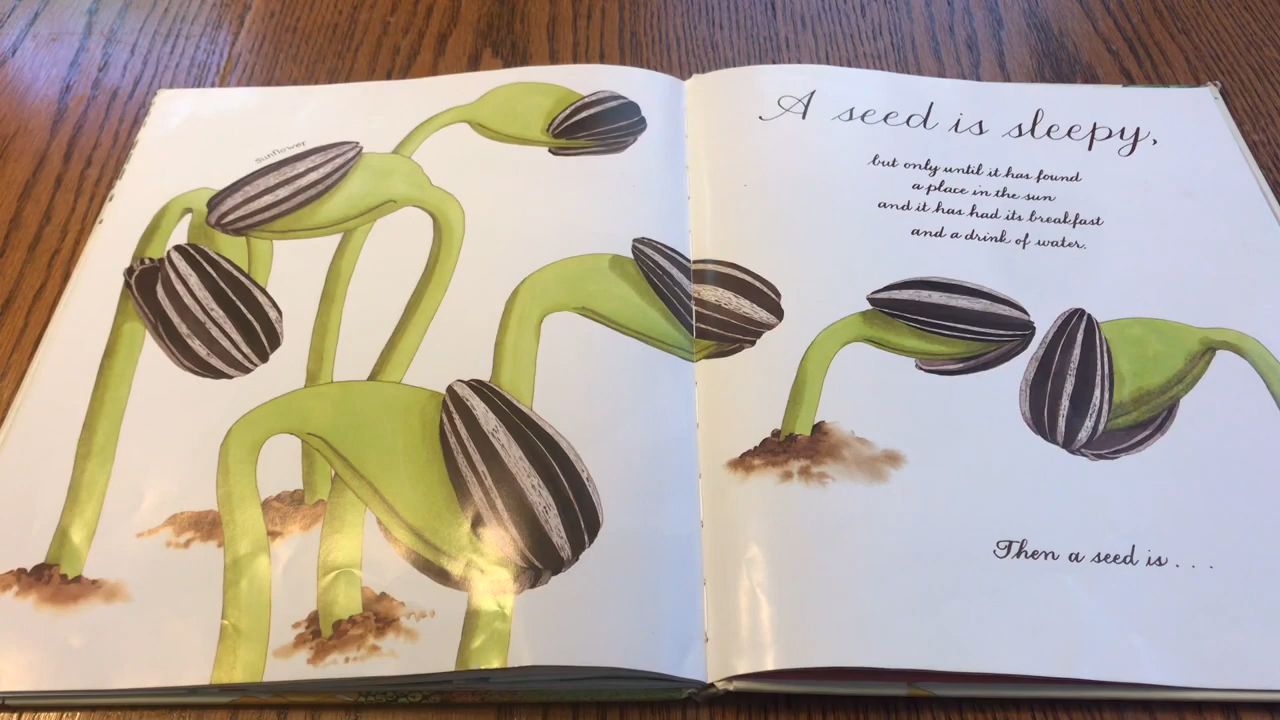 Sunflower
A seed is sleepy,
but only until it has found
a place in the sun
and it has had its breakfast
and a drink of water.
Then a seed is . . .